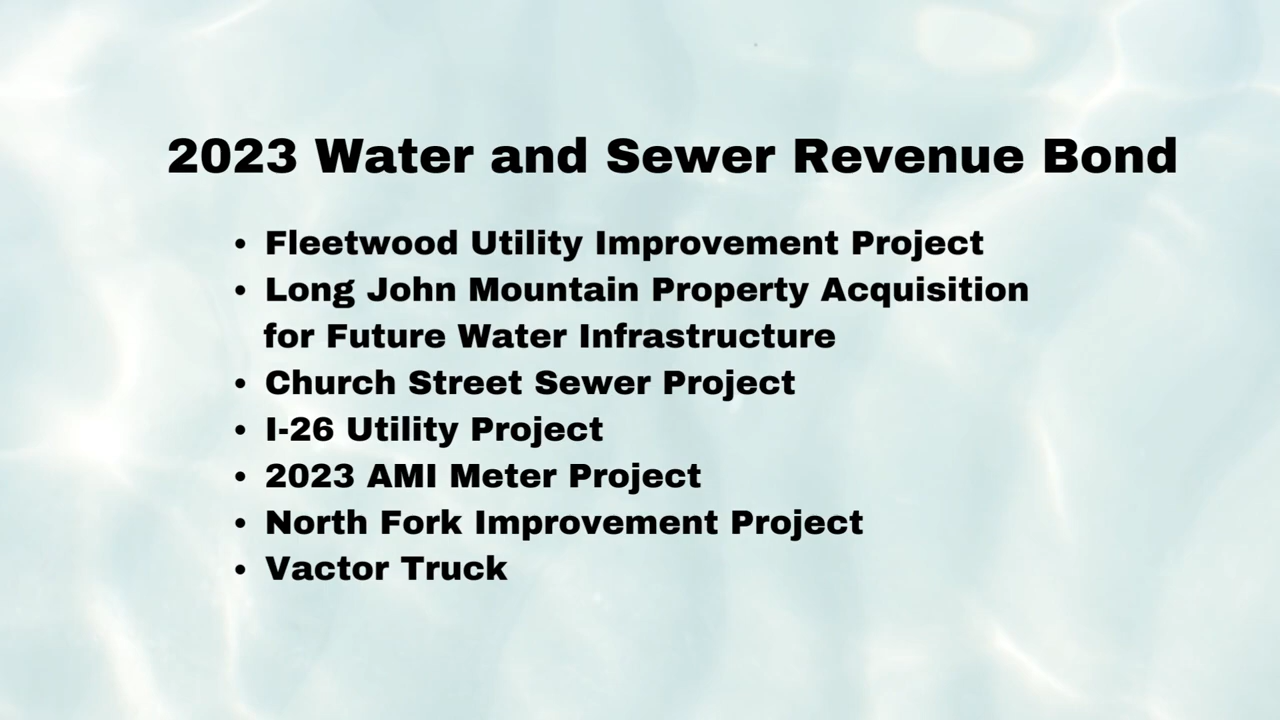 2023 Water and Sewer Revenue Bond
• Fleetwood Utility Improvement Project
• Long John Mountain Property Acquisition
for Future Water Infrastructure
• Church Street Sewer Project
• I-26 Utility Project
• 2023 AMI Meter Project
• North Fork Improvement Project
• Vactor Truck